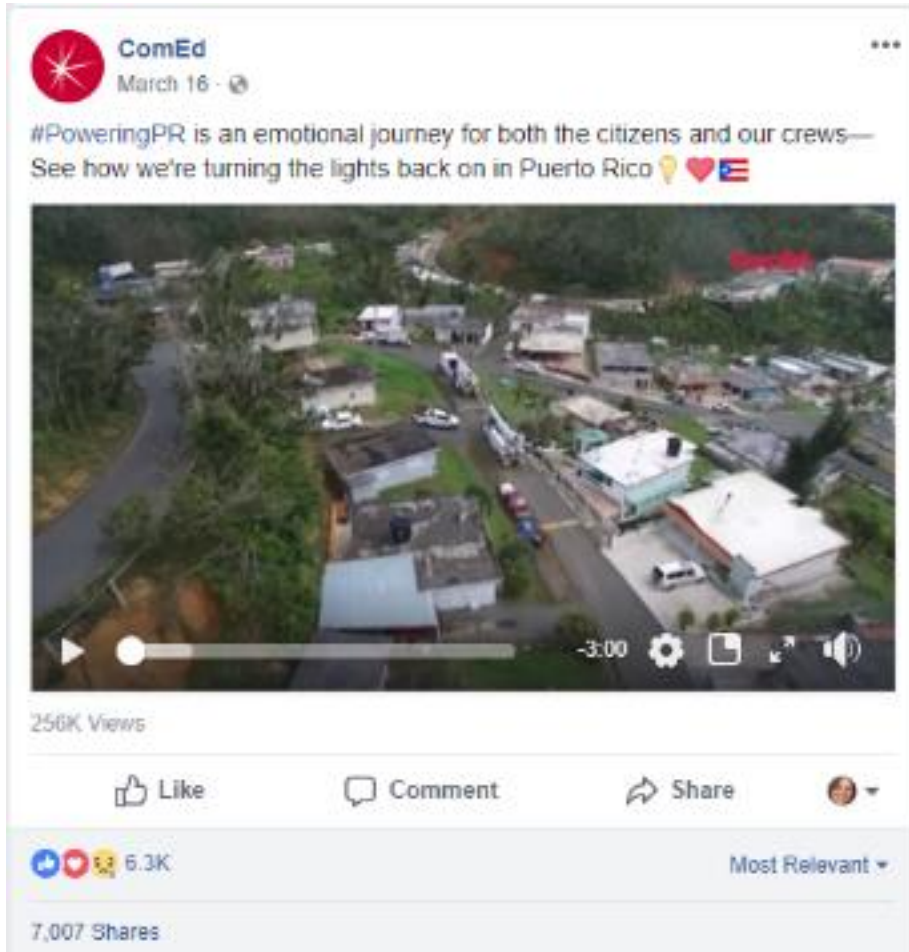 ComEd
March 16
#PoweringPR is an emotional journey for both the citizens and our crews—
See how we're turning the lights back on in Puerto Rico💡❤️🇵🇷
ComEd
-3:00
256K Views
Like Comment Share
6.3K Most Relevant
7,007 Shares